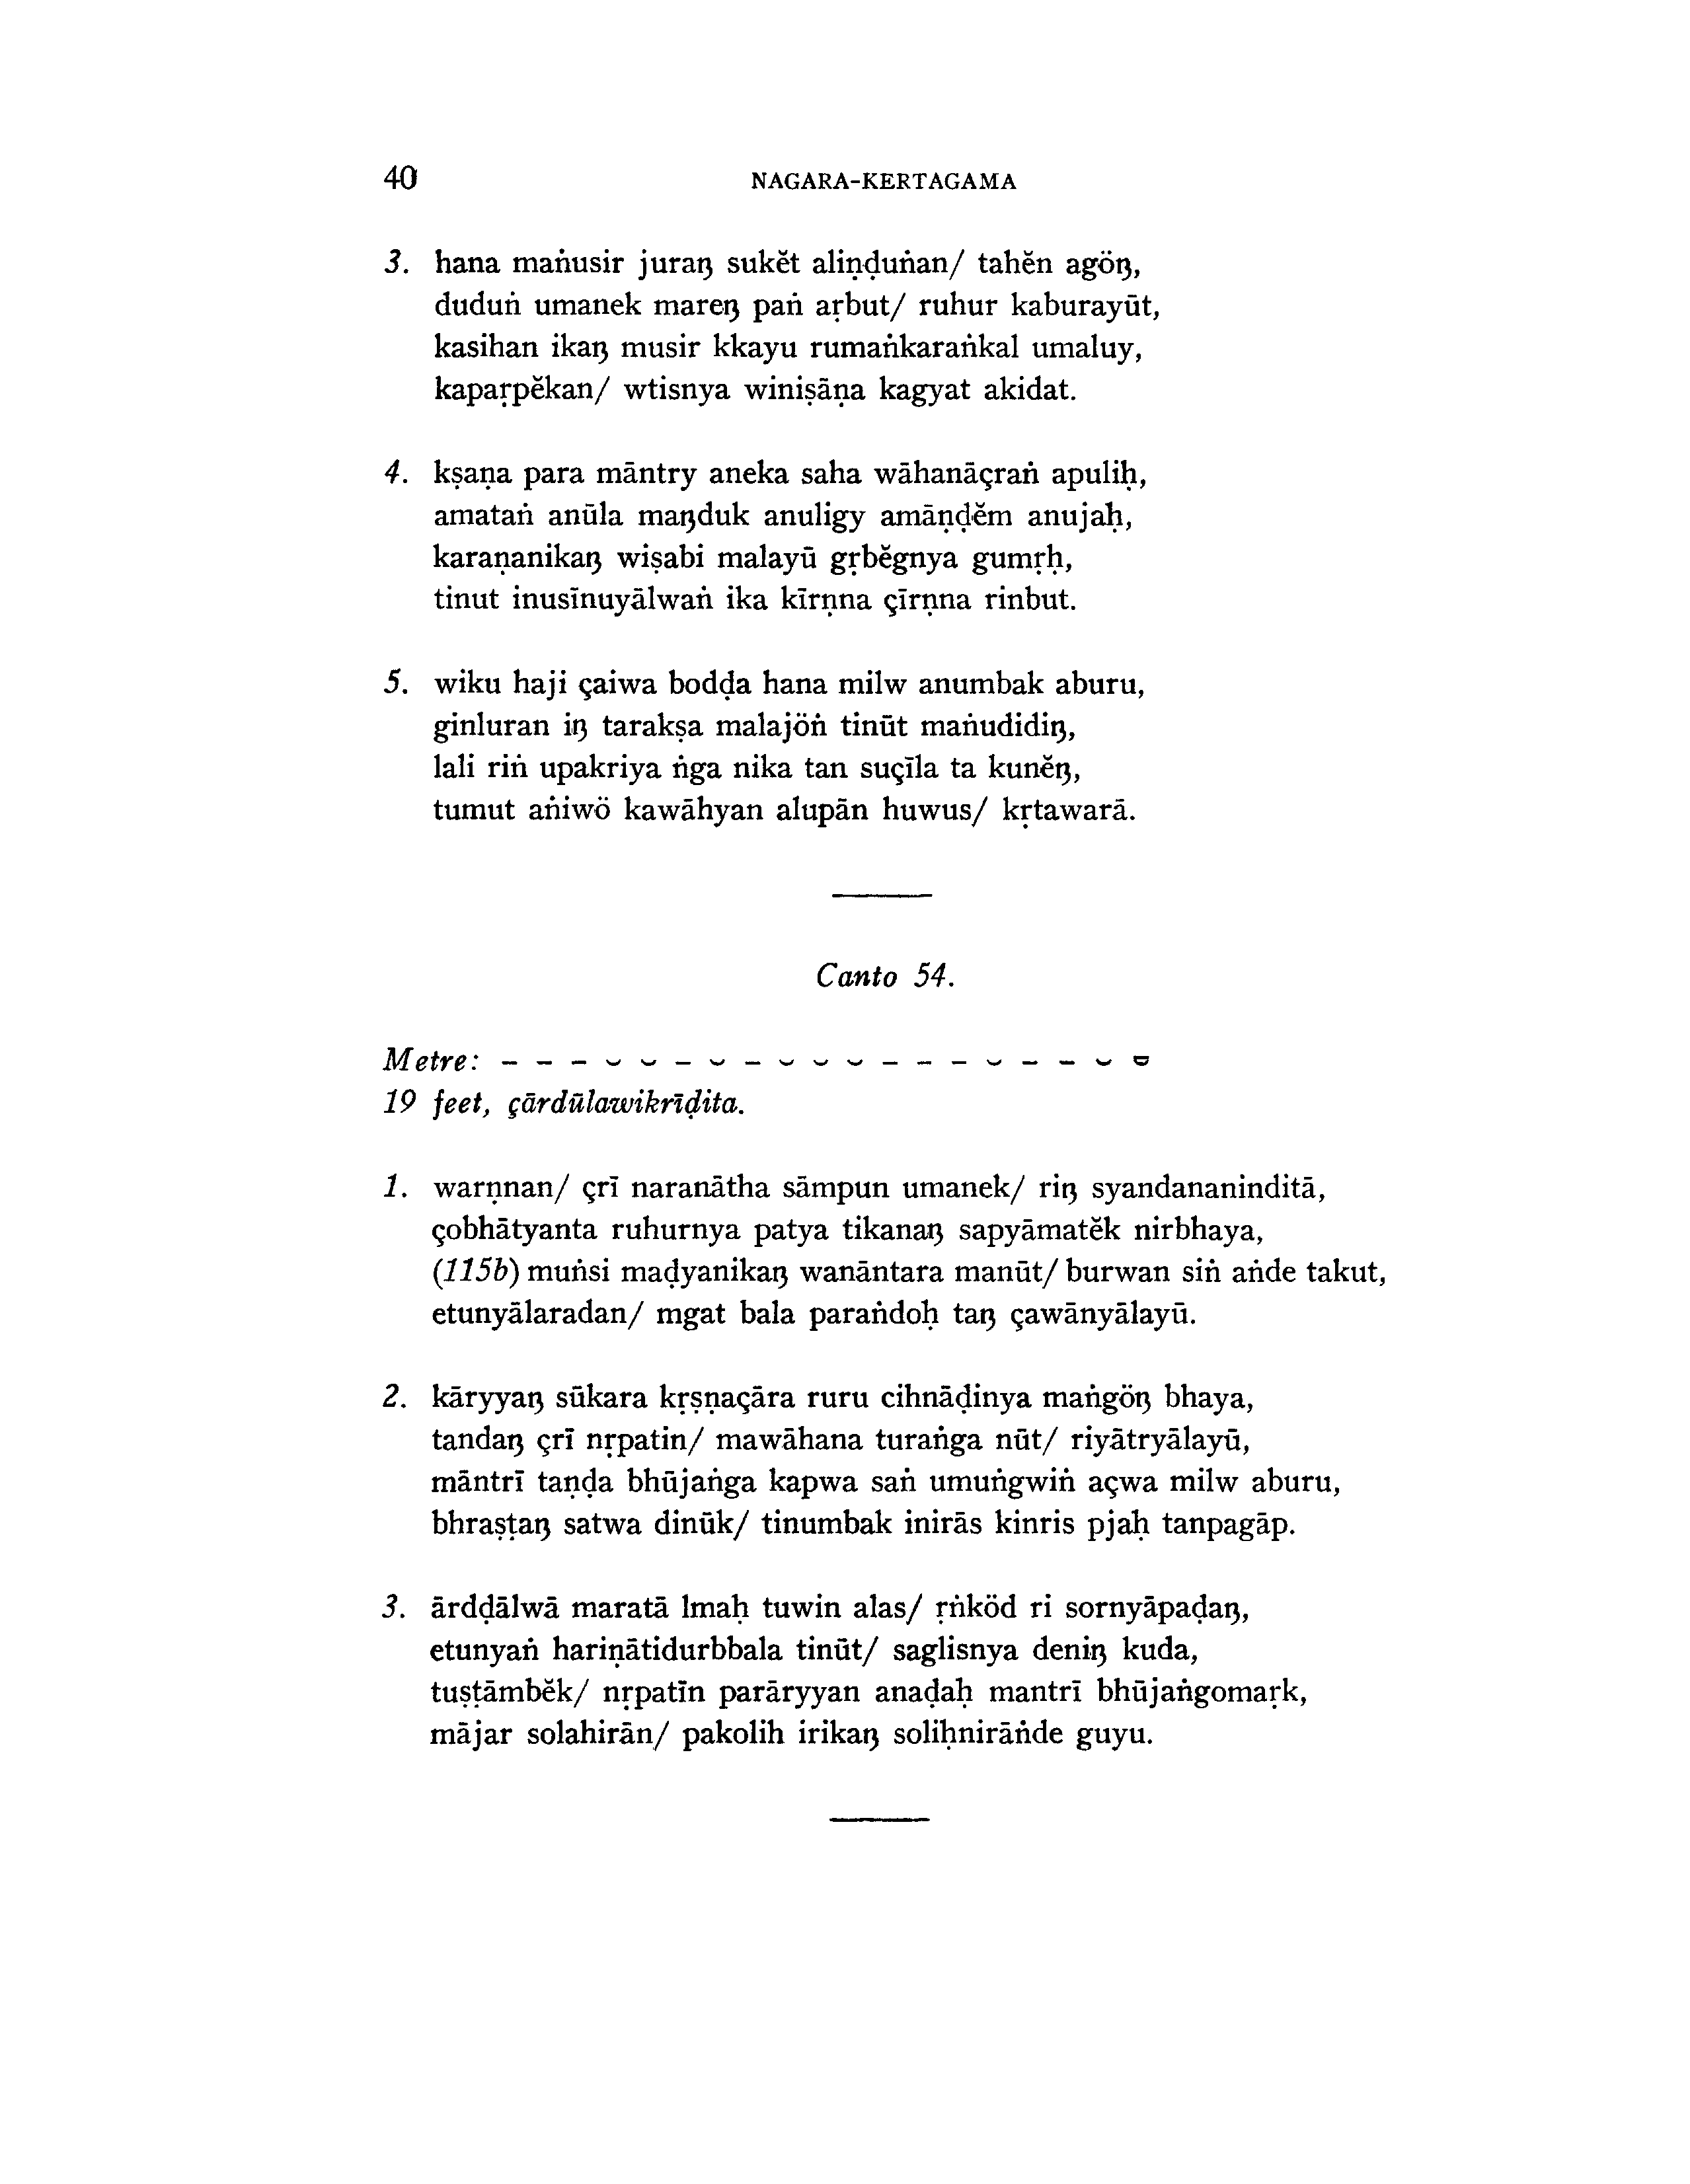 40 NAGARA-KERTAGAMA
3. hana maṅusir juraŋ sukĕt aliṇḍuṅan/ tahĕn agöŋ,
duduṅ umanek mareŋ paṅ aṛbut/ ruhur kaburayūt,
kasihan ikaŋ musir kkayu rumaṅkaraṅkal umaluy,
kapaṛpĕkan/ wtisnya winiṣāṇa kagyat akidat.
4. kṣaṇa para māntry aneka saha wāhanāçraṅ apuliḥ,
amataṅ anūla maŋduk anuligy amāṇḍĕm anujaḥ,
karaṇanikaŋ wiṣabi malayū gṛbĕgnya gumṛḥ,
tinut inusīnuyālwaṅ ika kīrṇna çīrṇna rinbut.
5. wiku haji çaiwa bodḍa hana milw anumbak aburu,
ginluran iŋ tarakṣa malajöṅ tinūt maṅudidiŋ,
lali riṅ upakriya ṅga nika tan suçīla ta kunĕŋ,
tumut aṅiwö kawāhyan alupān huwus/ kṛtawarā.
Canto 54.
Metre: – – – ⏑ ⏑ – ⏑ – ⏑ ⏑ ⏑ – – – ⏑ – – ⏑ ⏓
19 feet, çārdūlawikrīḍita.
1. warṇnan/ çrī naranātha sāmpun umanek/ riŋ syandananinditā,
çobhātyanta ruhurnya patya tikanaŋ sapyāmatĕk nirbhaya,
(115b) muṅsi maḍyanikaŋ wanāntara manūt/ burwan siṅ aṅde takut,
etunyālaradan/ mgat bala paraṅdoḥ taŋ çawānyālayū.
2. kāryyaŋ sūkara kṛṣṇaçāra ruru cihnāḍinya maṅgöŋ bhaya,
tandaŋ çrī nṛpatin/ mawāhana turaṅga nūt/ riyātryālayū,
māntrī taṇḍa bhūjaṅga kapwa saṅ umuṅgwiṅ açwa milw aburu,
bhraṣṭaŋ satwa dinūk/ tinumbak inirās kinris pjaḥ tanpagāp.
3. ārdḍālwā maratā lmaḥ tuwin alas/ ṛṅköd ri sornyāpaḍaŋ,
etunyaṅ hariṇātidurbbala tinūt/ saglisnya deniŋ kuda,
tuṣṭāmbĕk/ nṛpatīn parāryyan anaḍaḥ mantrī bhūjaṅgomaṛk,
mājar solahirān/ pakolih irikaŋ soliḥnirāṅde guyu.